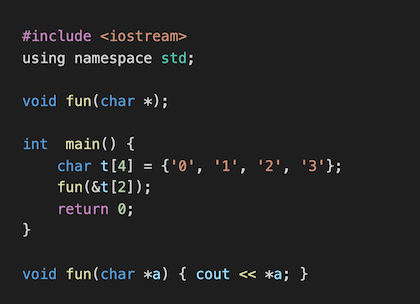 #include <iostream>
using namespace std;
void fun(char *);
int  main() {
    char t[4] = {'0', '1', '2', '3'};
    fun(&t[2]);
    return 0;
}
void fun(char *a) { cout << *a; }